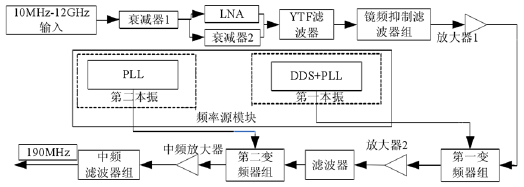 10MHz-12GHz
输入
衰减器1
LNA
衰减器2
YTF滤
波器
镜频抑制滤
波器组
放大器1
PLL
第二本振
DDS+PLL
第一本振
频率源模块
190MHz
中频
滤波器组
中频放大器
第二变
频器组
滤波器
放大器2
第一变
频器组